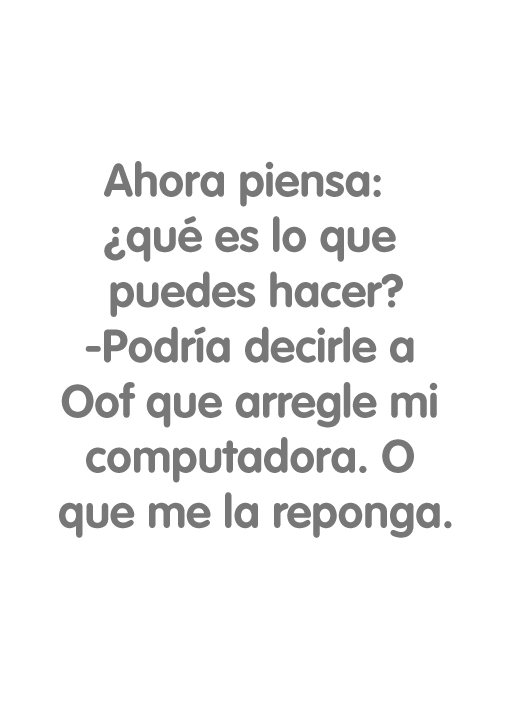 Ahora piensa:
¿qué es lo que
puedes hacer?
-Podría decirle a
Oof que arregle mi
computadora. O
que me la reponga.